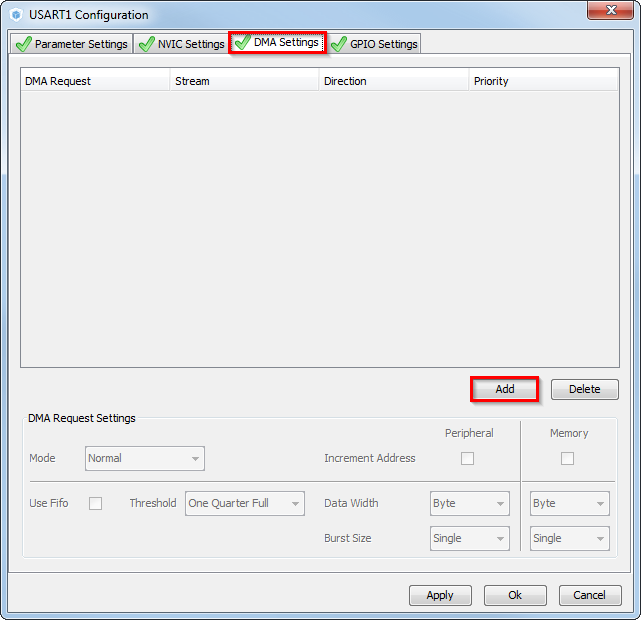 USART1 Configuration
Parameter Settings NVIC Settings DMA Settings GPIO Settings
DMA Request Stream Direction Priority
Add Delete
DMA Request Settings
Peripheral Memory
Mode Normal Increment Address
Use Fifo Threshold One Quarter Full Data Width Byte Byte
Burst Size Single Single
Apply Ok Cancel